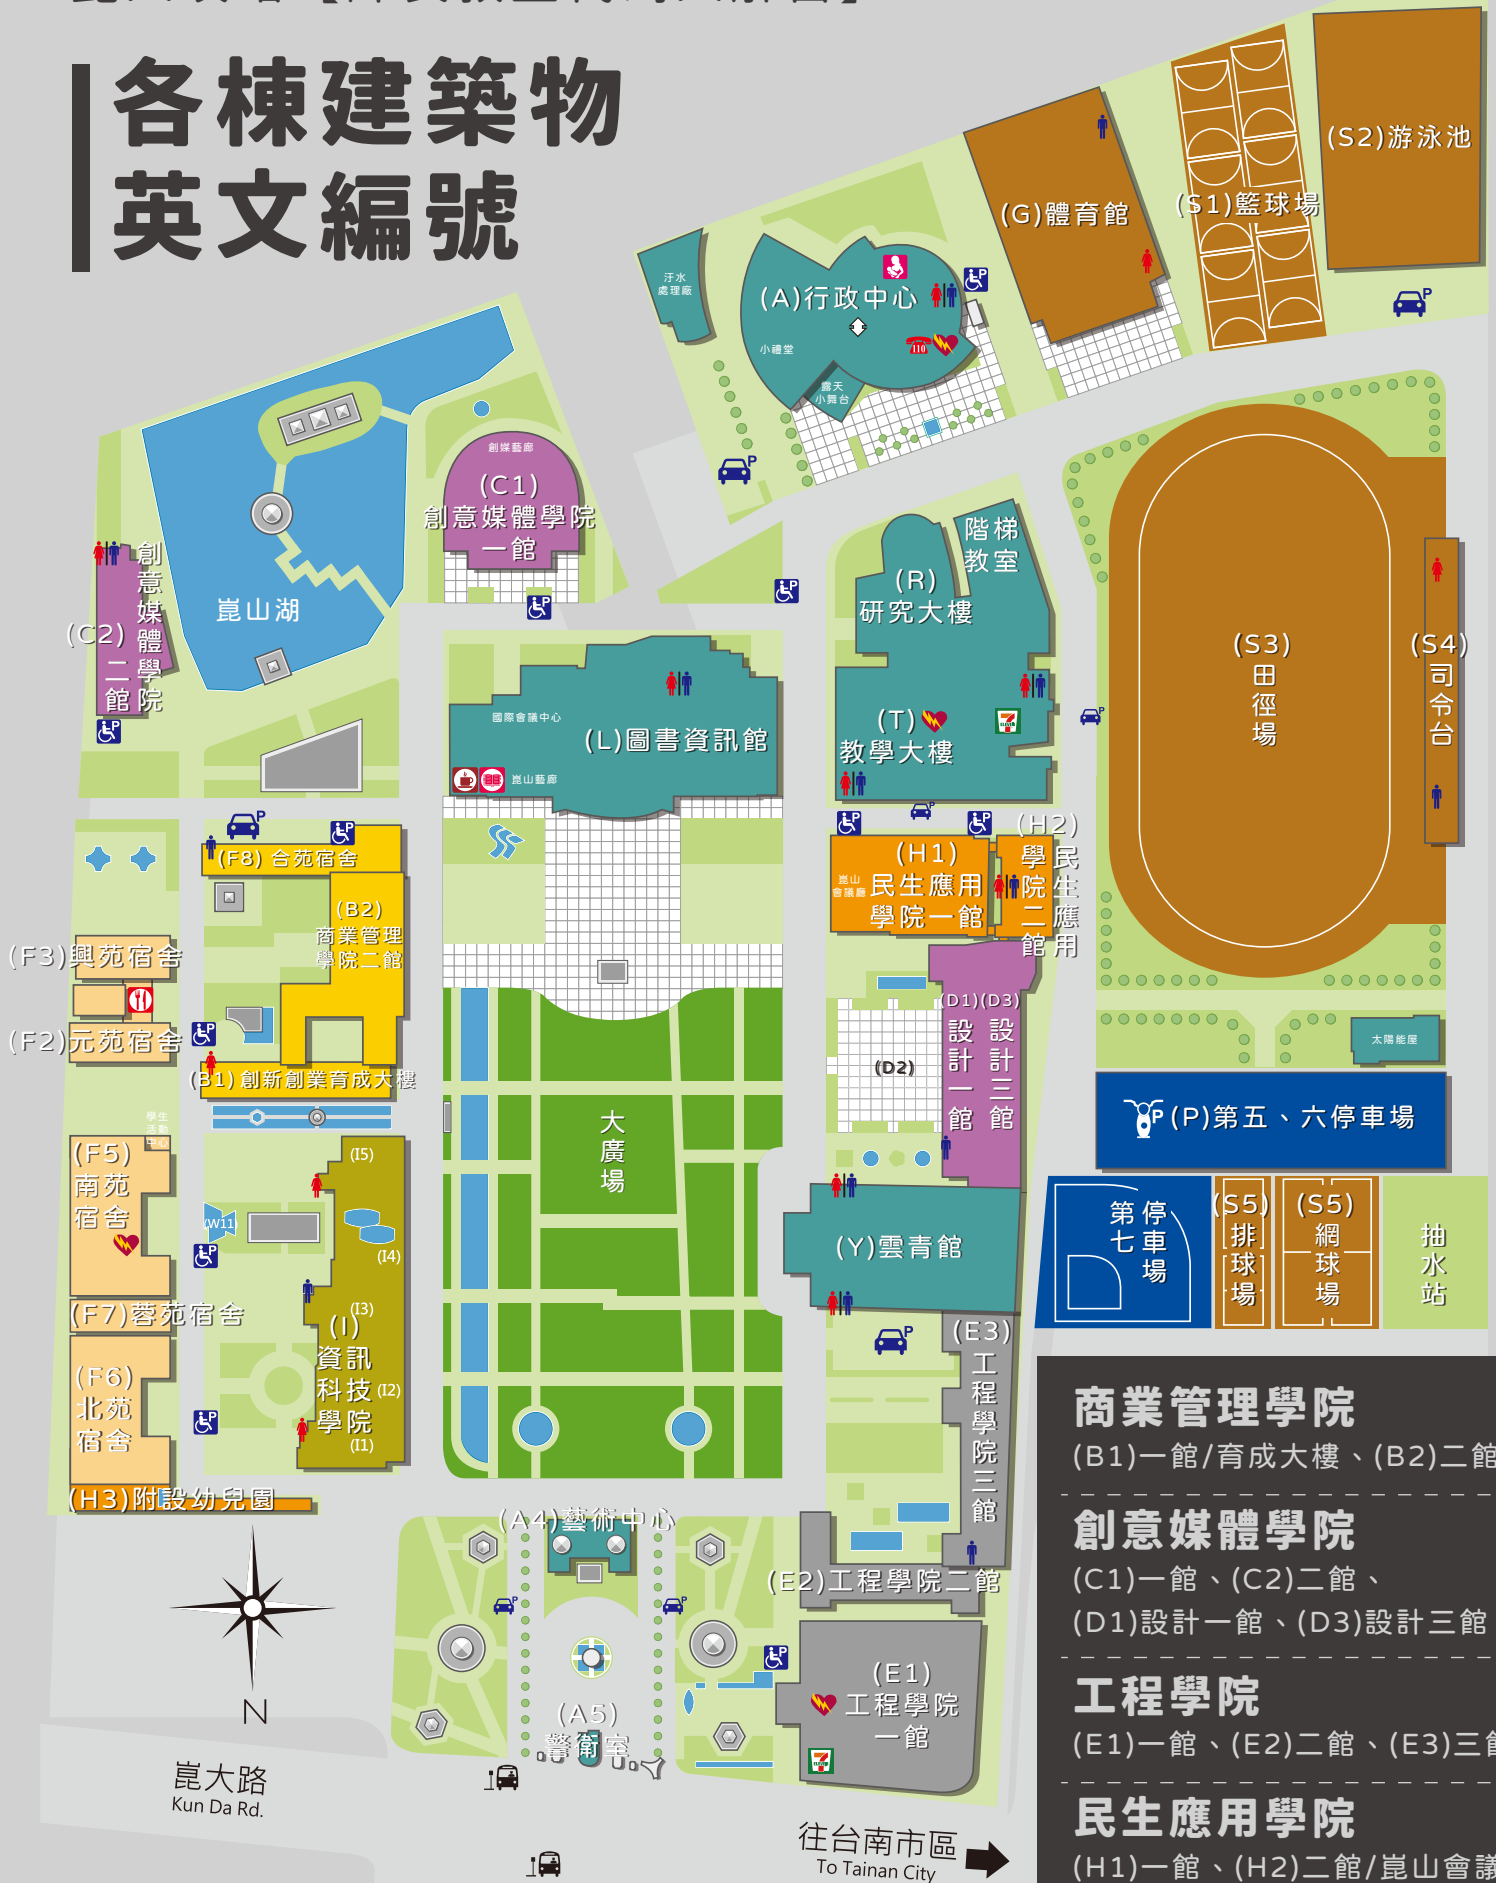 各棟建築物
英文編號
(S2)游泳池
(S1)籃球場
(G)體育館
汙水
處理廠
(A)行政中心
小禮堂
110
露天
小舞台
創媒藝廊
(C1)
創意媒體學院
一館
階梯
教室
(R)
研究大樓
創意媒體學院
二館
(C2)
崑山湖
(S3)
田徑場
(S4)
司令台
國際會議中心
(L)圖書資訊館
崑山藝廊
(T)
教學大樓
(F8) 合苑宿舍
(B2)
商業管理
學院二館
(H1)
民生應用
學院一館
崑山
會議廳
(H2)
民生應用
學院二館
(F3)興苑宿舍
(F2)元苑宿舍
(B1) 創新創業育成大樓
(D1)(D3)
設計一館
設計三館
(D2)
太陽能屋
(P)第五、六停車場
學生
活動
中心
(F5)
南苑
宿舍
(I5)
(W11)
(I4)
(I3)
(I)
資訊
科技
學院
(I2)
(I1)
大廣場
(Y)雲青館
停車場
第七
(S5)
排球場
(S5)
網球場
抽水站
(F7)蓉苑宿舍
(F6)
北苑
宿舍
(H3)附設幼兒園
(E3)
工程學院三館
(A4)藝術中心
(E2)工程學院二館
(E1)
工程學院
一館
(A5)
警衛室
N
崑大路
Kun Da Rd.
往台南市區
To Tainan City
商業管理學院
(B1)一館/育成大樓、(B2)二館
創意媒體學院
(C1)一館、(C2)二館、
(D1)設計一館、(D3)設計三館
工程學院
(E1)一館、(E2)二館、(E3)三館
民生應用學院
(H1)一館、(H2)二館/崑山會議